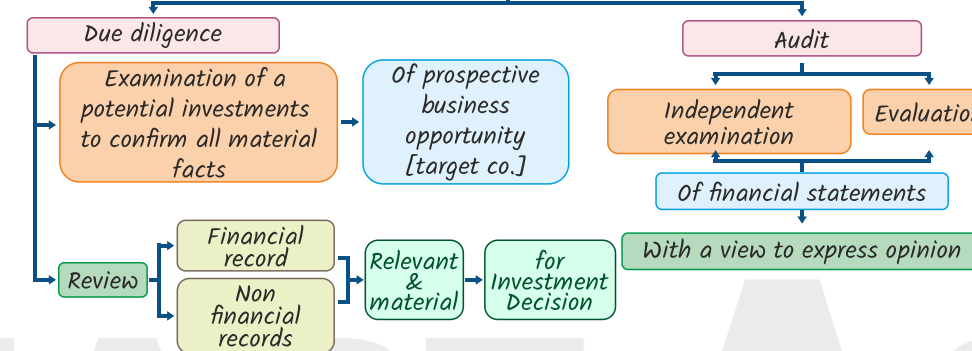 Due diligence
Audit
Examination of a
potential investments
to confirm all material
facts
Of prospective
business
opportunity
[target co.]
Independent
examination
Of financial statements
With a view to express opinion
Review
Financial
record
Non
financial
records
Relevant
&
material
for
Investment
Decision